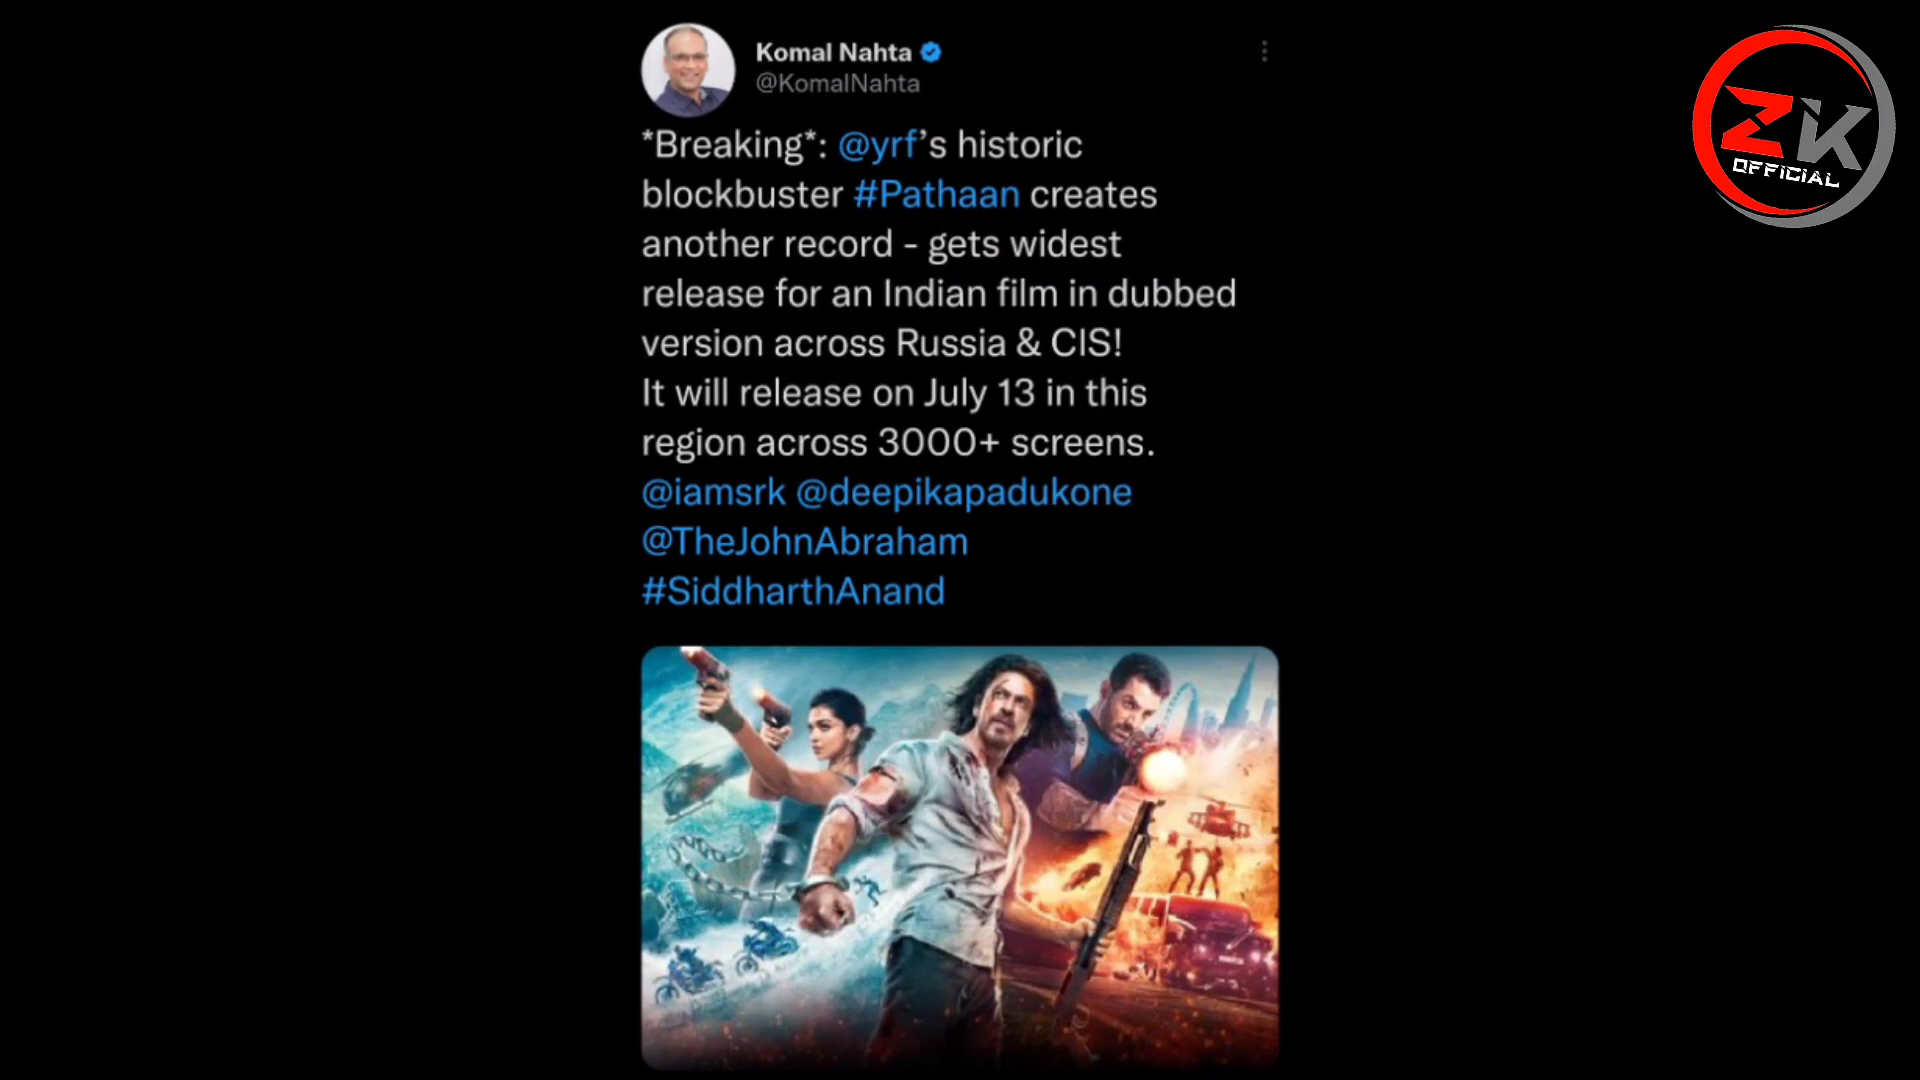 Komal Nahta
@KomalNahta
*Breaking*: @yrf’s historic
blockbuster #Pathaan creates
another record - gets widest
release for an Indian film in dubbed
version across Russia & CIS!
It will release on July 13 in this
region across 3000+ screens.
@iamsrk @deepikapadukone
@TheJohnAbraham
#SiddharthAnand
ZK
OFFICIAL